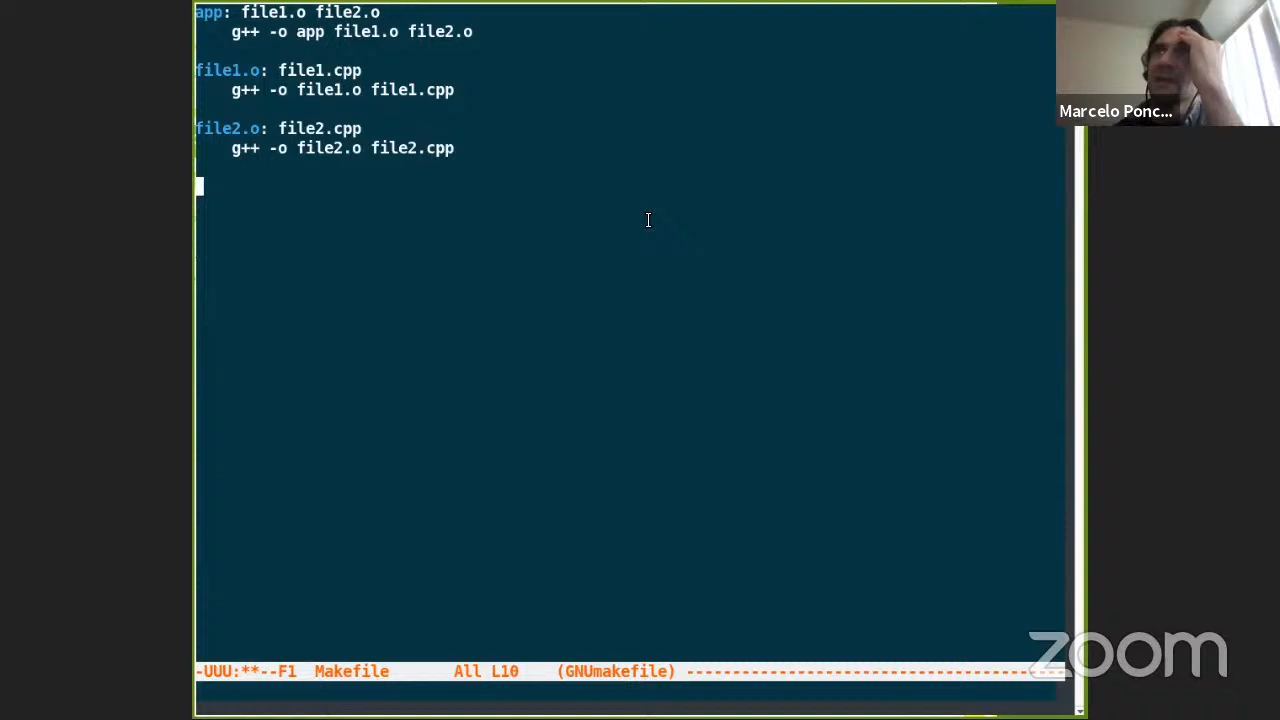 app: file1.o file2.o
g++ -o app file1.o file2.o
file1.o: file1.cpp
g++ -o file1.o file1.cpp
file2.o: file2.cpp
g++ -o file2.o file2.cpp
Marcelo Ponc...
zoom
-UUU:**--F1 Makefile All L10 (GNUmakefile) -----------------------------------------